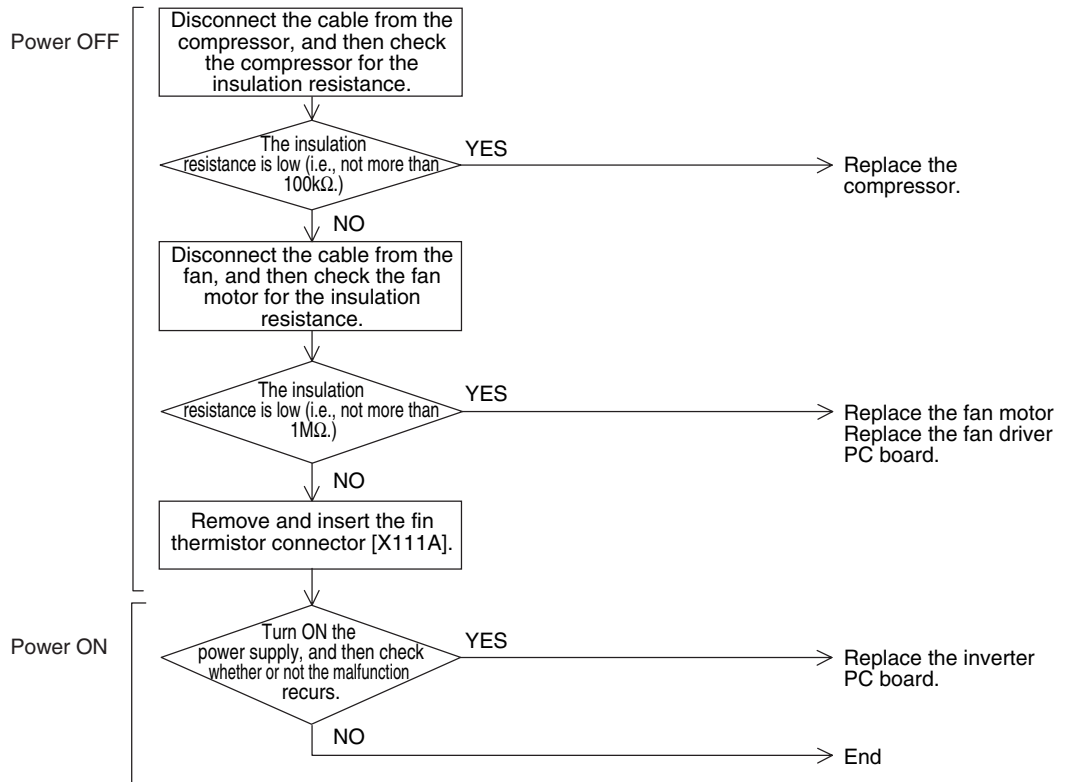 Power OFF
Disconnect the cable from the
compressor, and then check
the compressor for the
insulation resistance.
The insulation
resistance is low (i.e., not more than
100kΩ.)
YES
Replace the
compressor.
NO
Disconnect the cable from the
fan, and then check the fan
motor for the insulation
resistance.
The insulation
resistance is low (i.e., not more than
1MΩ.)
YES
Replace the fan motor
Replace the fan driver
PC board.
NO
Remove and insert the fin
thermistor connector [X111A].
Power ON
Turn ON the
power supply, and then check
whether or not the malfunction
recurs.
YES
Replace the inverter
PC board.
NO
End